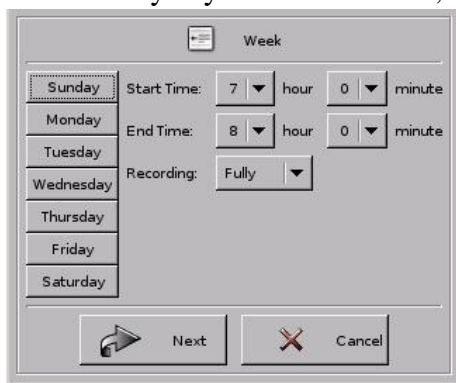 Week
Sunday
Start Time: 7 hour 0 minute
Monday
End Time: 8 hour 0 minute
Tuesday
Wednesday
Recording: Fully
Thursday
Friday
Saturday
Next Cancel